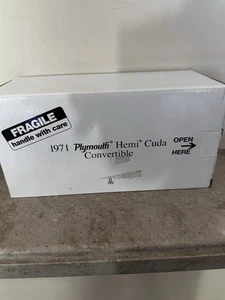 FRAGILE
handle with care
1971 Plymouth® Hemi® Cuda
Convertible
OPEN
HERE